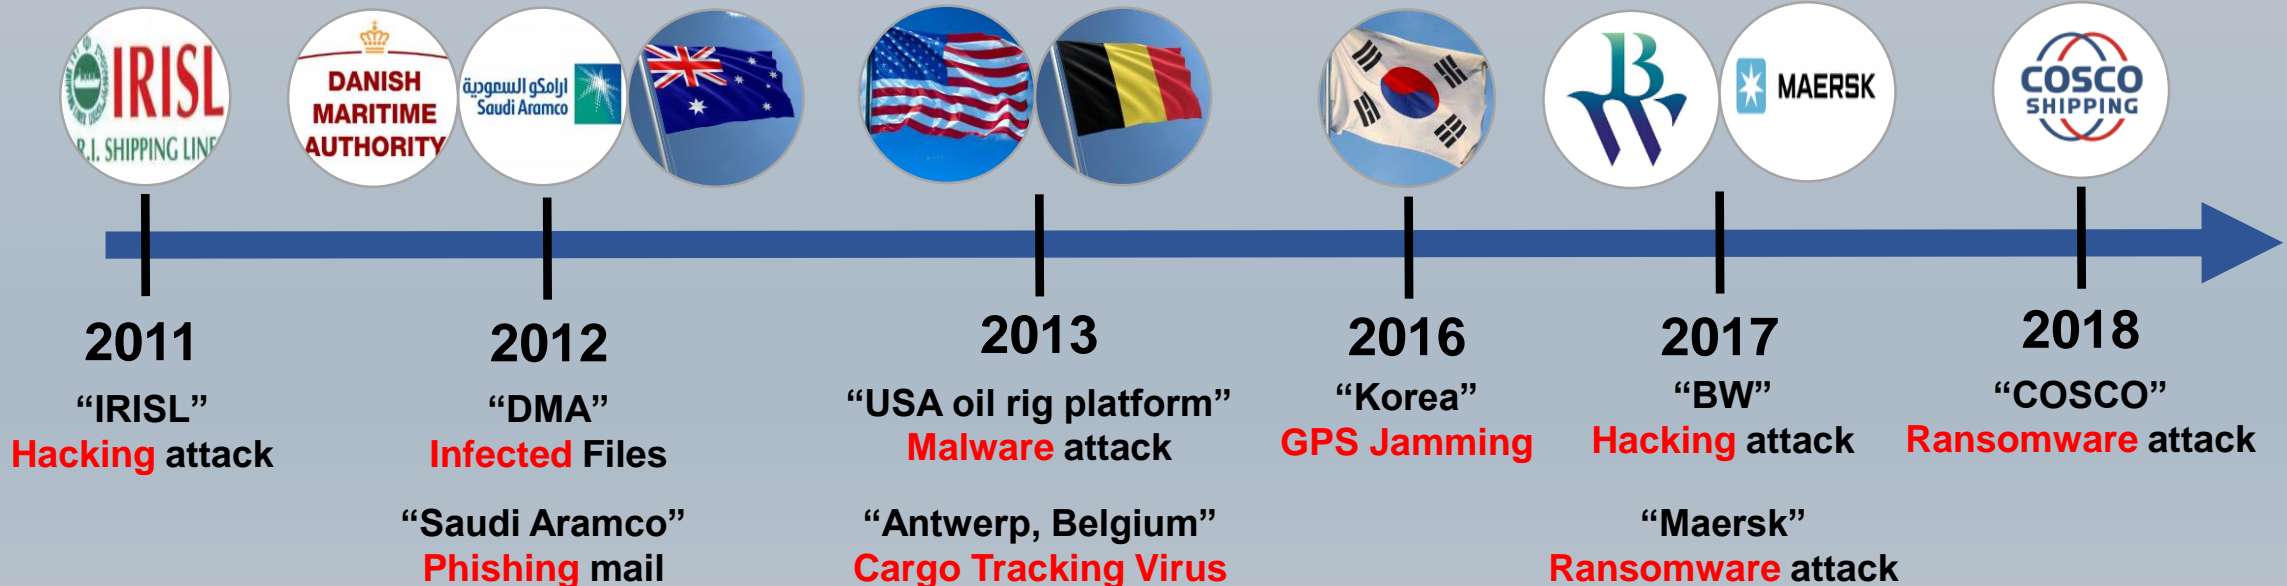 IRISL
R.I. SHIPPING LINE
DANISH
MARITIME
AUTHORITY
ارامكو السعودية
Saudi Aramco
BW
MAERSK
COSCO
SHIPPING
2011
“IRISL”
Hacking attack
2012
“DMA”
Infected Files
“Saudi Aramco”
Phishing mail
2013
“USA oil rig platform”
Malware attack
“Antwerp, Belgium”
Cargo Tracking Virus
2016
“Korea”
GPS Jamming
2017
“BW”
Hacking attack
“Maersk”
Ransomware attack
2018
“COSCO”
Ransomware attack